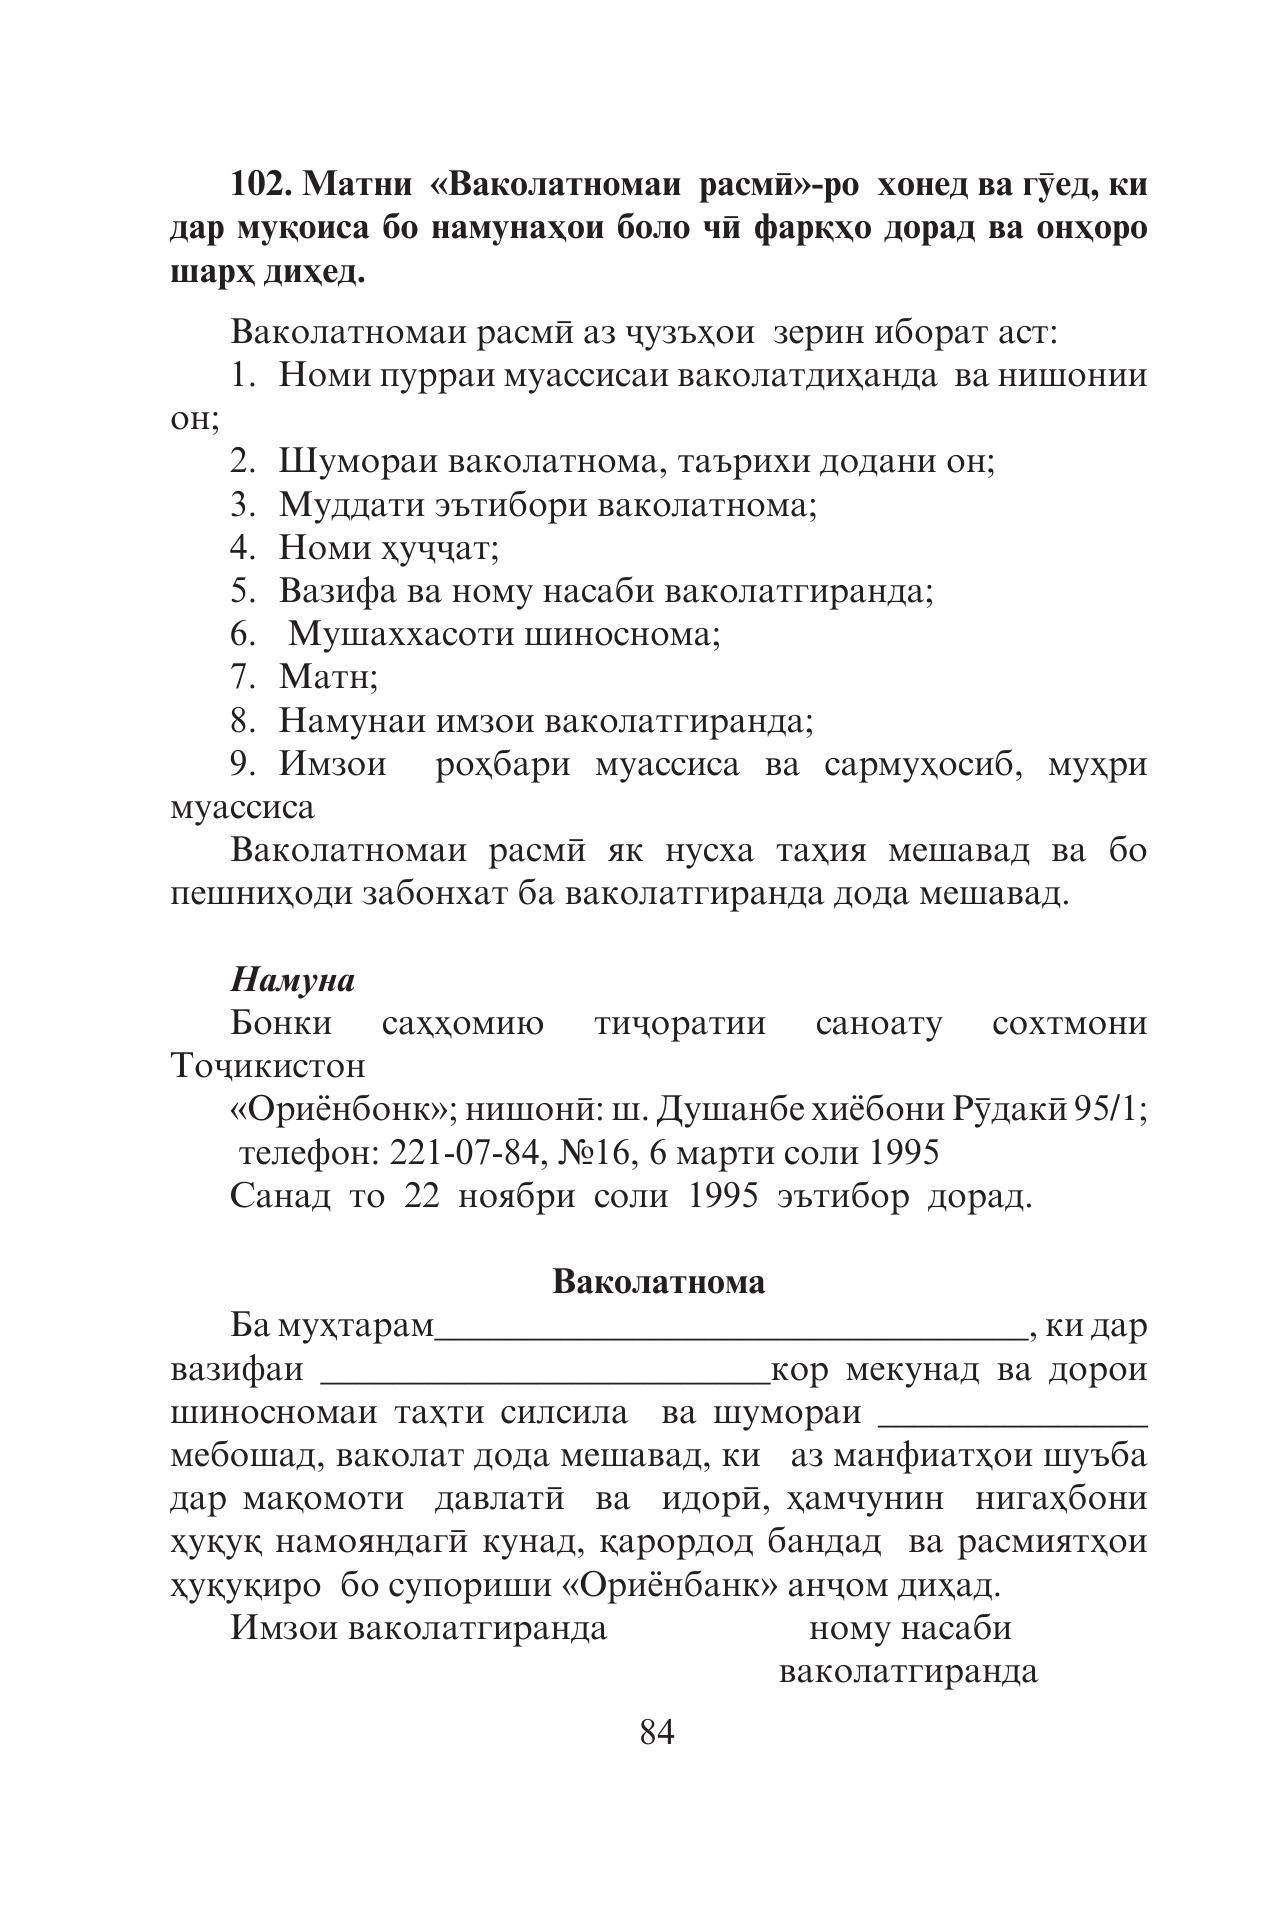 102. Матни «Ваколатномаи расмӣ»-ро хонед ва гӯед, ки
дар муқоиса бо намунаҳои боло чӣ фарқҳо дорад ва онҳоро
шарҳ диҳед.
Ваколатномаи расмӣ аз ҷузъҳои зерин иборат аст:
1. Номи пурраи муассисаи ваколатдиҳанда ва нишонии
он;
2. Шумораи ваколатнома, таърихи додани он;
3. Муддати эътибори ваколатнома;
4. Номи ҳуҷҷат;
5. Вазифа ва ному насаби ваколатгиранда;
6. Мушаххасоти шиноснома;
7. Матн;
8. Намунаи имзои ваколатгиранда;
9. Имзои роҳбари муассиса ва сармуҳосиб, муҳри
муассиса
Ваколатномаи расмӣ як нусха таҳия мешавад ва бо
пешниҳоди забонхат ба ваколатгиранда дода мешавад.
Намуна
Бонки саҳҳомию тиҷоратии саноату сохтмони
Тоҷикистон
«Ориёнбонк»; нишонӣ: ш. Душанбе хиёбони Рӯдакӣ 95/1;
телефон: 221-07-84, №16, 6 марти соли 1995
Санад то 22 ноябри соли 1995 эътибор дорад.
Ваколатнома
Ба муҳтарам_________________________________, ки дар
вазифаи _________________________кор мекунад ва дорои
шиносномаи таҳти силсила ва шумораи _______________
мебошад, ваколат дода мешавад, ки аз манфиатҳои шуъба
дар мақомоти давлатӣ ва идорӣ, ҳамчунин нигаҳбони
ҳуқуқ намояндагӣ кунад, қарордод бандад ва расмиятҳои
ҳуқуқиро бо супориши «Ориёнбанк» анҷом диҳад.
Имзои ваколатгиранда ному насаби
ваколатгиранда
84